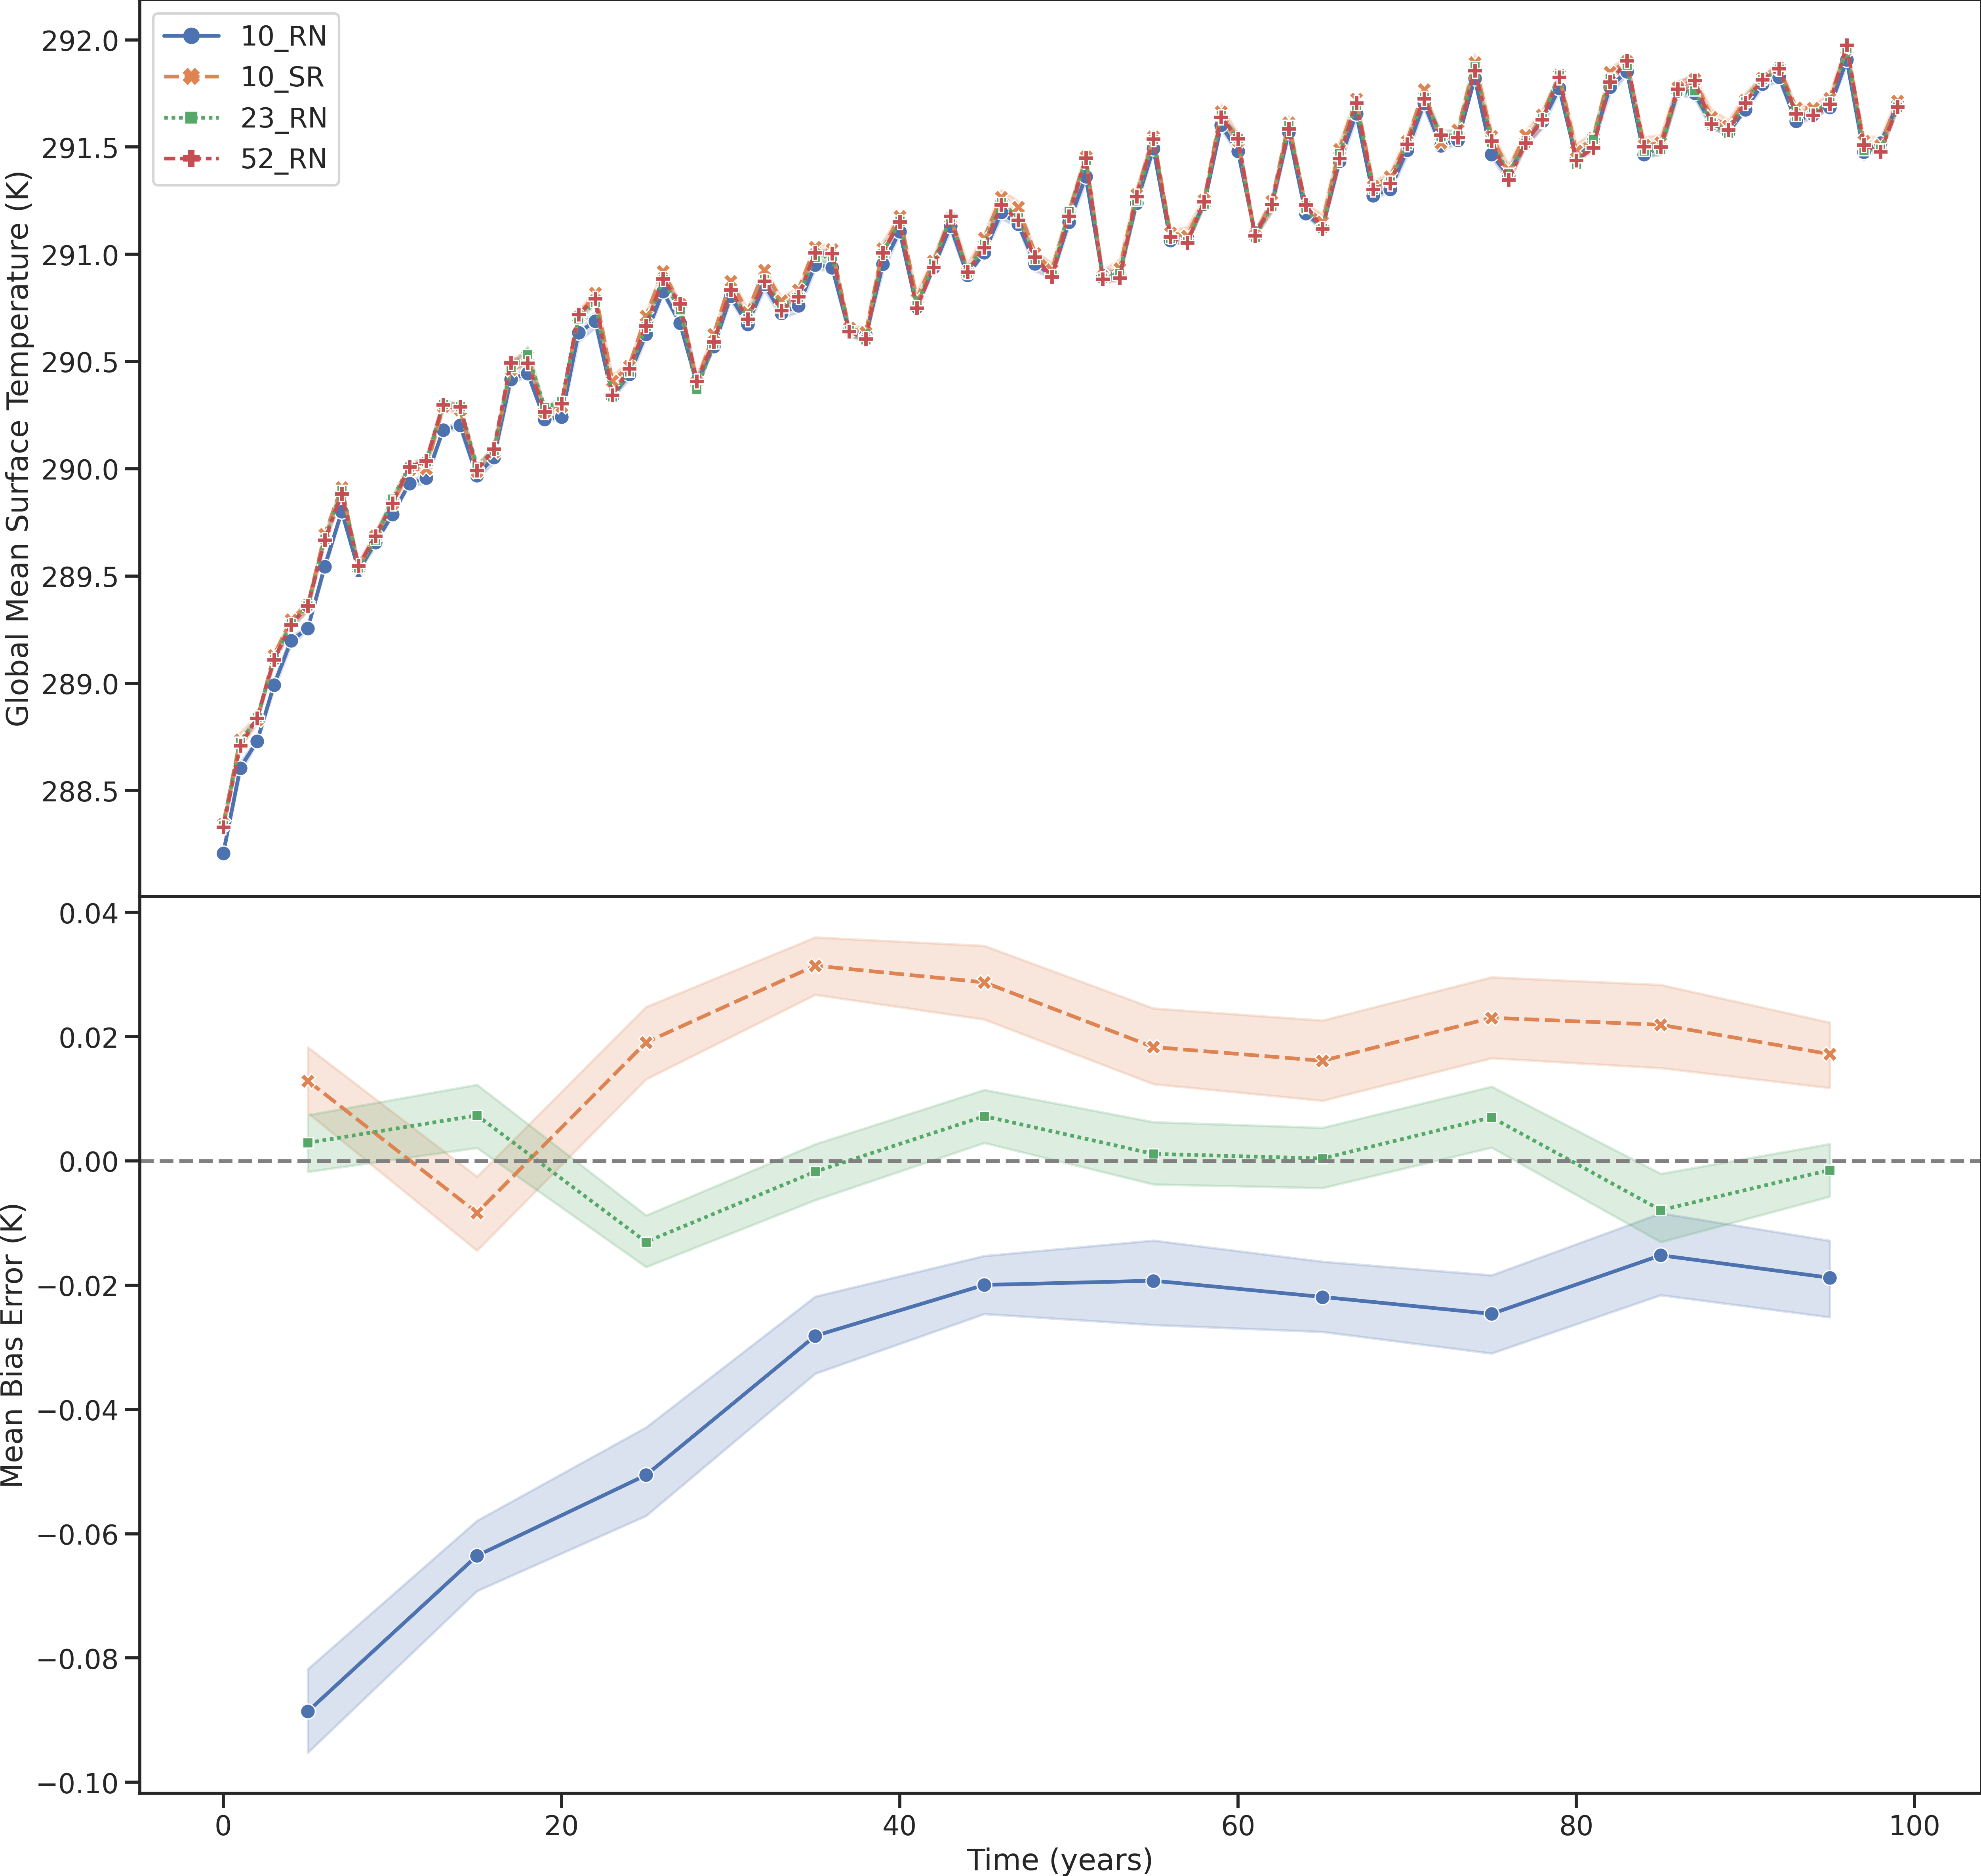 10_RN
10_SR
23_RN
52_RN
Global Mean Surface Temperature (K)
292.0
291.5
291.0
290.5
290.0
289.5
289.0
288.5
Mean Bias Error (K)
0.04
0.02
0.00
−0.02
−0.04
−0.06
−0.08
−0.10
0 20 40 60 80 100
Time (years)